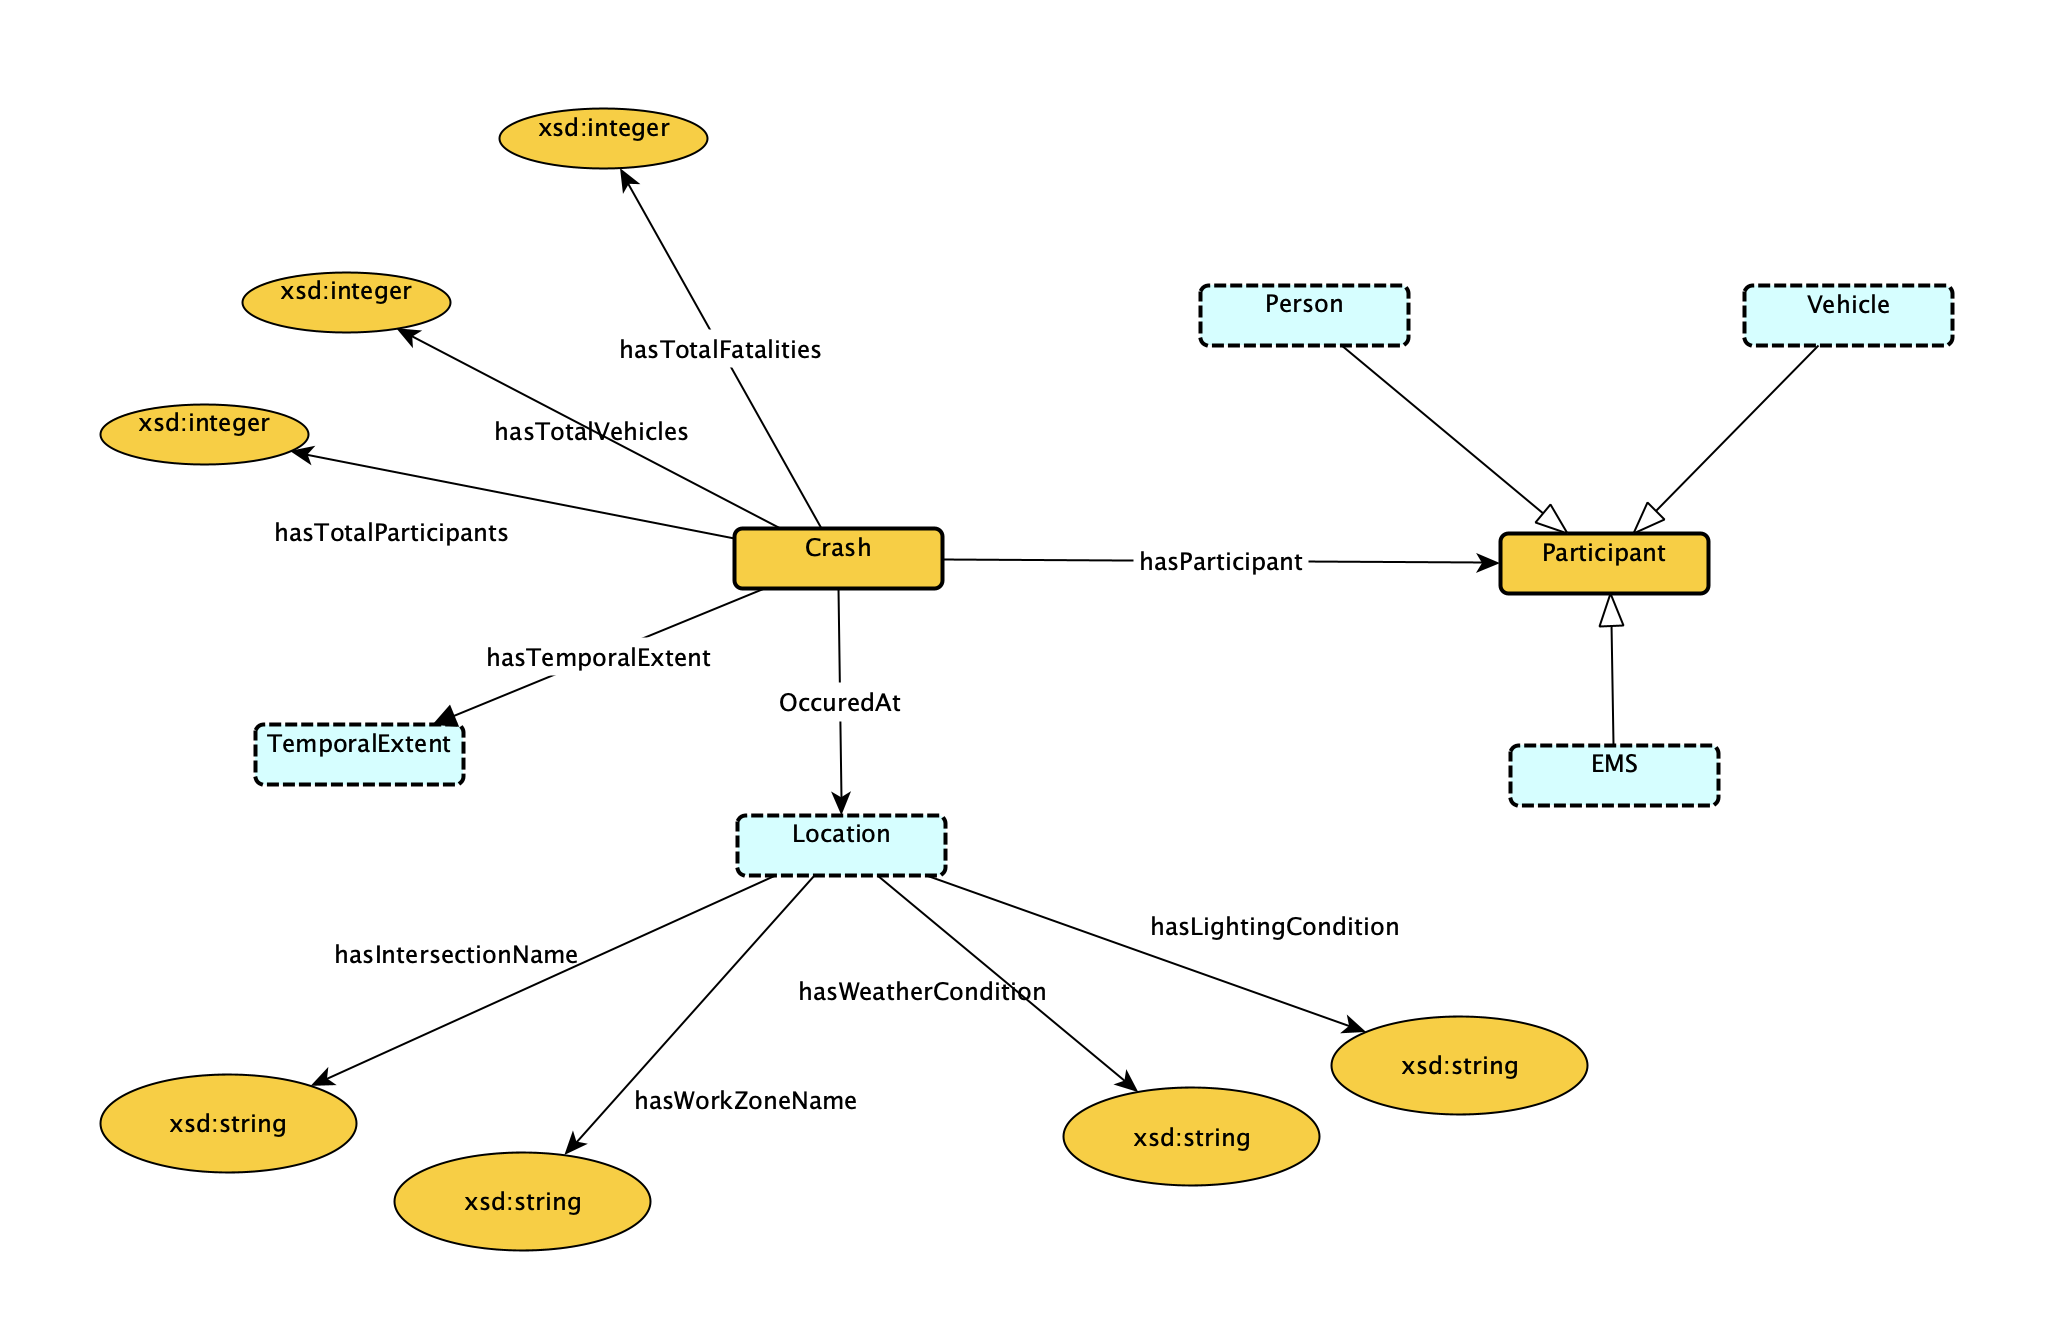 xsd:integer
xsd:integer
Person
Vehicle
hasTotalFatalities
xsd:integer
hasTotalVehicles
hasTotalParticipants
Crash
hasParticipant
Participant
hasTemporalExtent
OccuredAt
TemporalExtent
EMS
Location
hasLightingCondition
hasIntersectionName
hasWeatherCondition
xsd:string
hasWorkZoneName
xsd:string
xsd:string
xsd:string